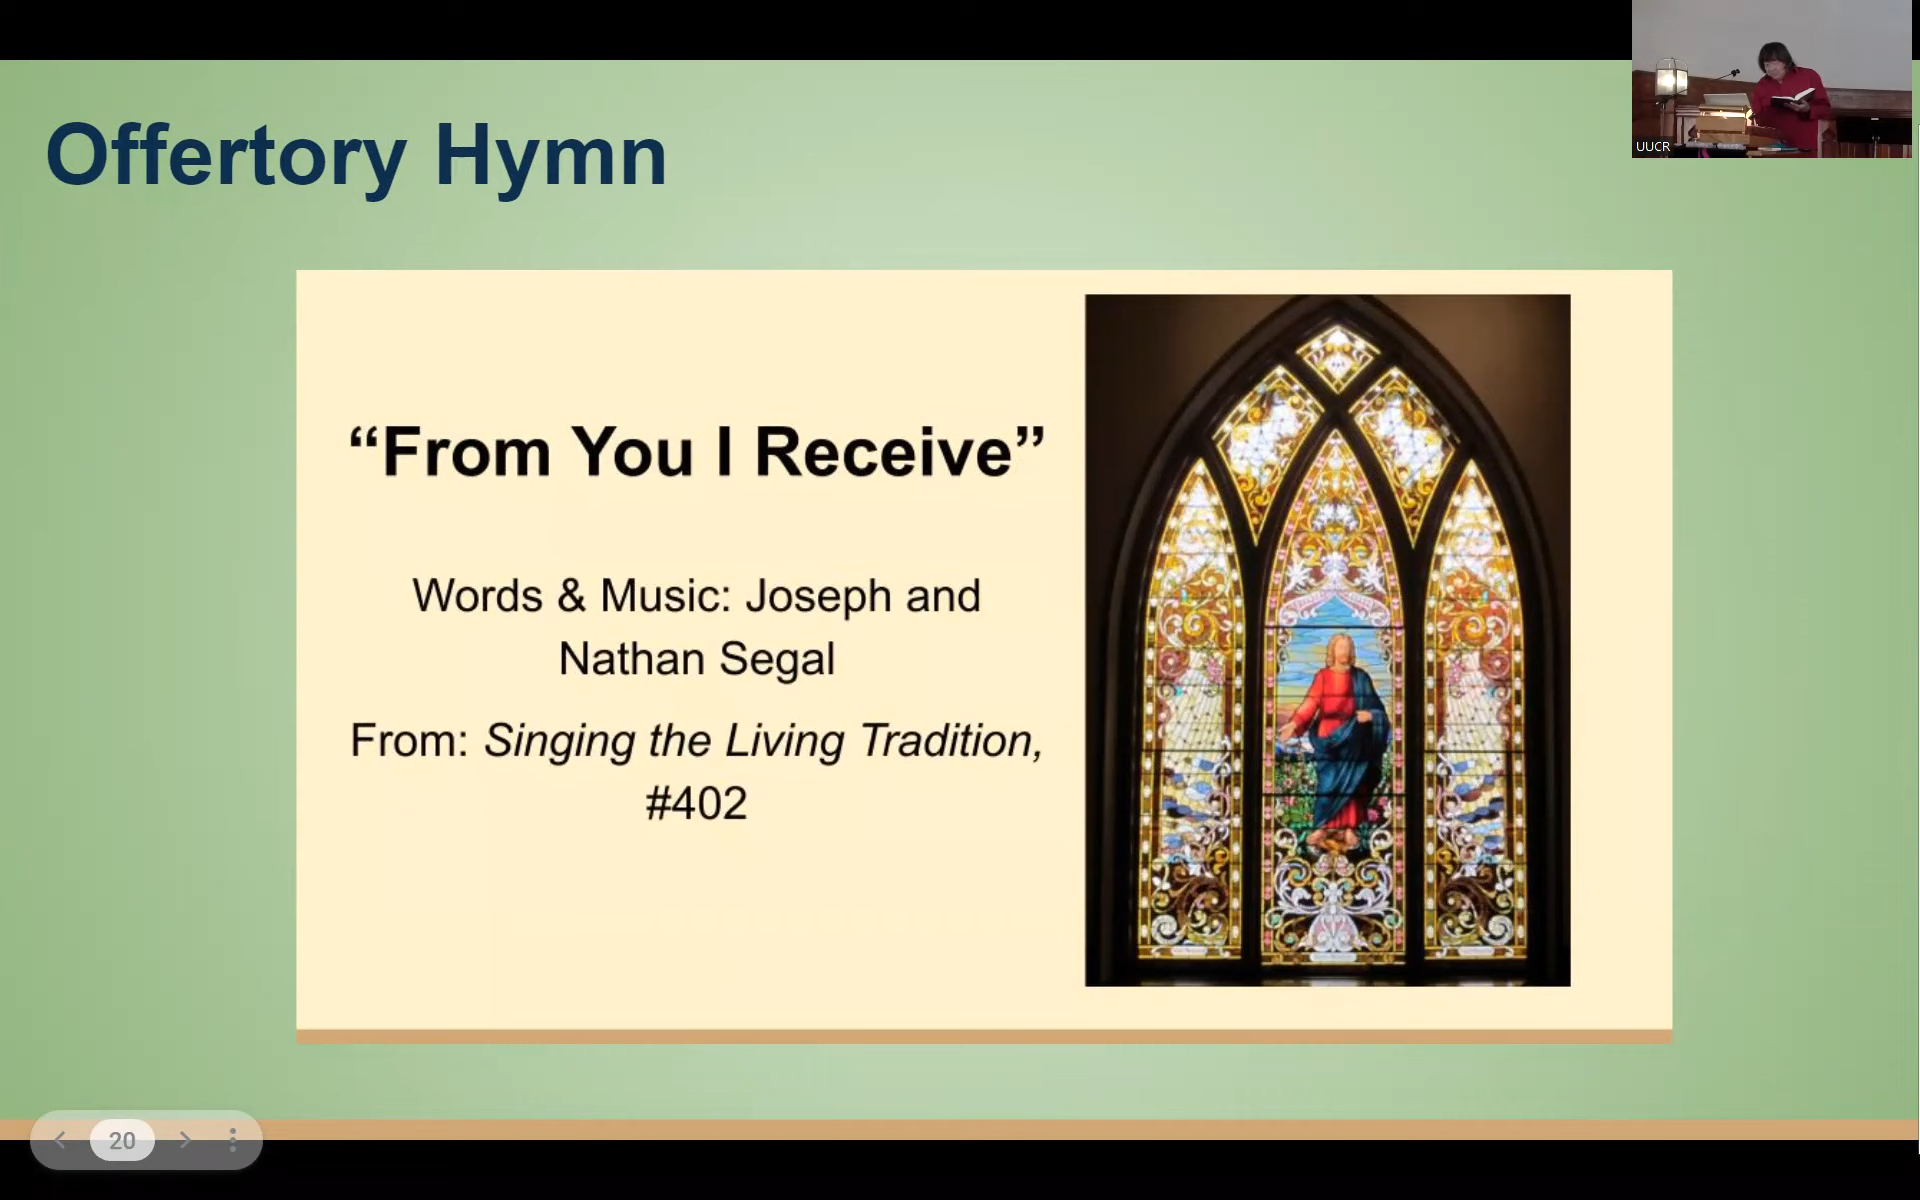 Offertory Hymn
UUCR
“From You I Receive”
Words & Music: Joseph and
Nathan Segal
From: Singing the Living Tradition,
#402
20